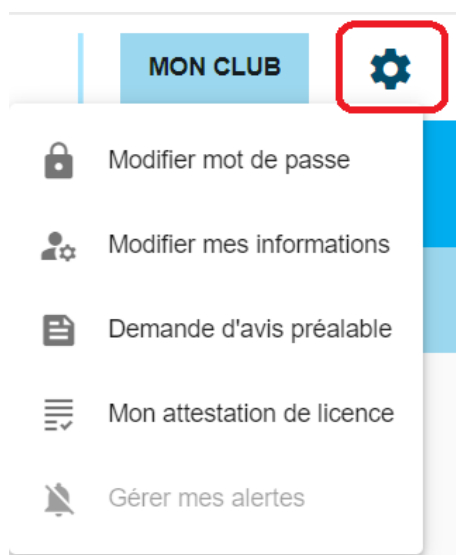 MON CLUB
Modifier mot de passe
Modifier mes informations
Demande d'avis préalable
Mon attestation de licence
Gérer mes alertes